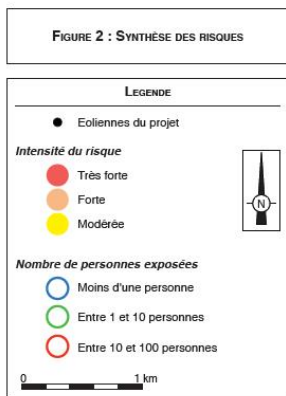 FIGURE 2 : SYNTHÈSE DES RISQUES
LEGENDE
Eoliennes du projet
Intensité du risque
Très forte
Forte
Modérée
N
Nombre de personnes exposées
Moins d'une personne
Entre 1 et 10 personnes
Entre 10 et 100 personnes
0 1 km